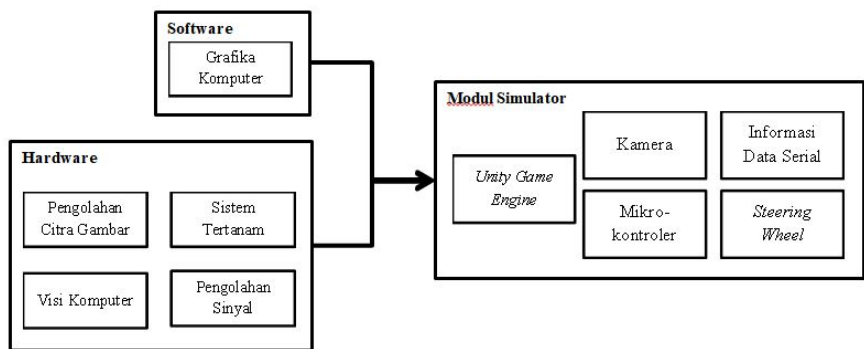 Software
Grafika
Komputer
Hardware
Pengolahan
Citra Gambar
Sistem
Tertanam
Visi Komputer
Pengolahan
Sinyal
Modul Simulator
Unity Game
Engine
Kamera
Informasi
Data Serial
Mikro-
kontroler
Steering
Wheel